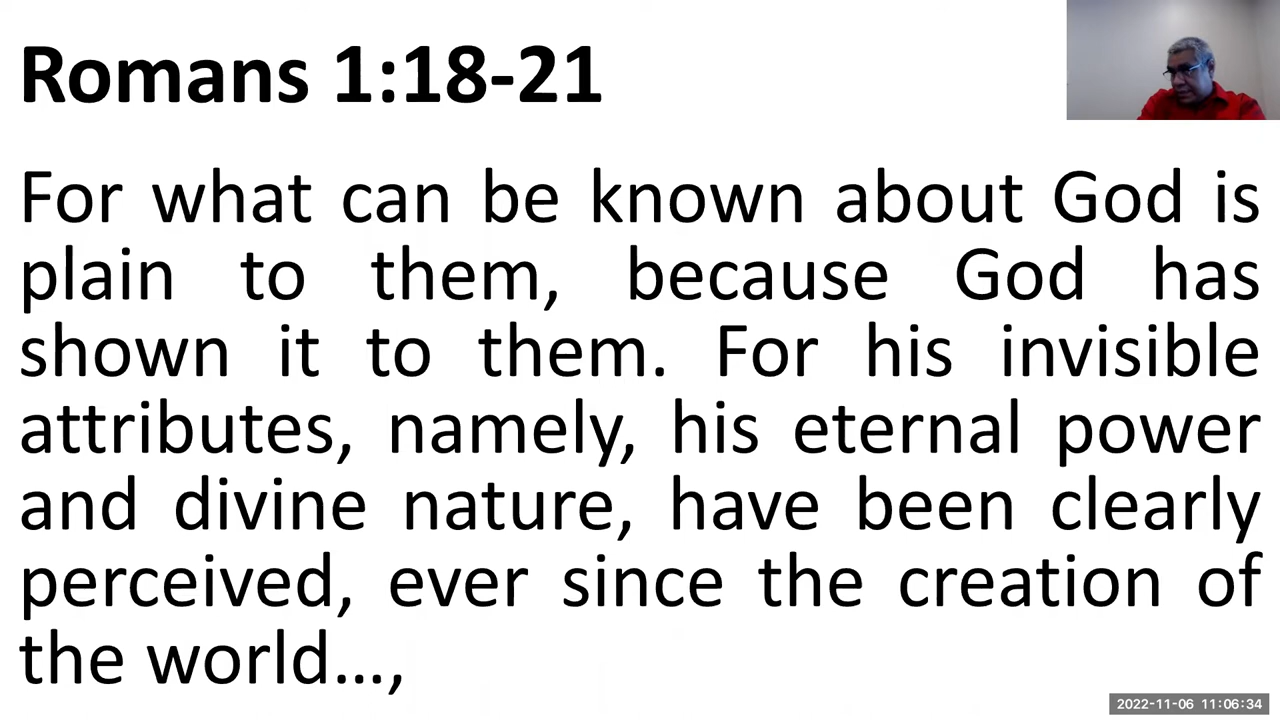 Romans 1:18-21
For what can be known about God is
plain to them, because God has
shown it to them. For his invisible
attributes, namely, his eternal power
and divine nature, have been clearly
perceived, ever since the creation of
the world...,
2022-11-06 11:06:34